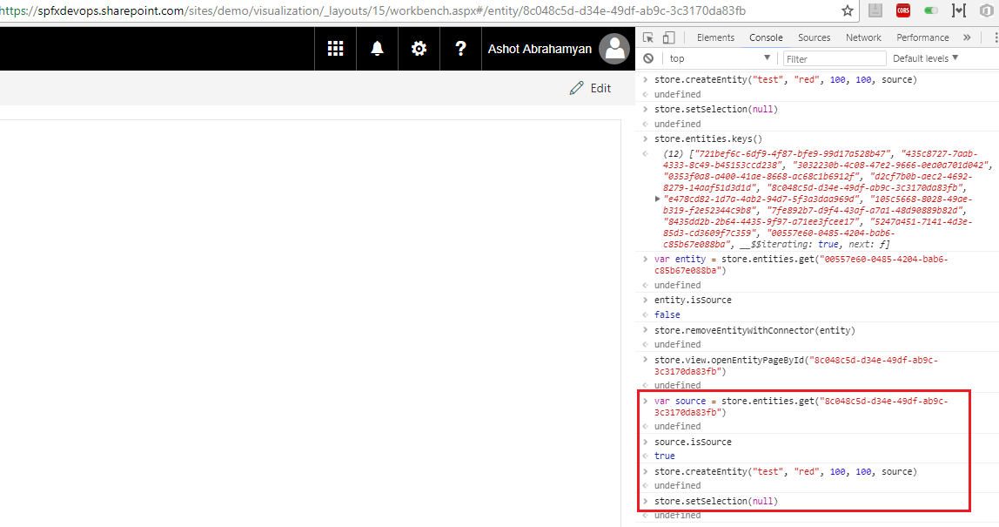 https://spfxdevops.sharepoint.com/sites/demo/visualization/_layouts/15/workbench.aspx#/entity/8c048c5d-d34e-49df-ab9c-3c3170da83fb
CORS
Elements Console Sources Network Performance »
Ashot Abrahamyan
top Filter Default levels
Edit
store.createEntity("test", "red", 100, 100, source)
undefined
store.setSelection(null)
undefined
store.entities.keys()
(12) ["721bef6c-6df9-4f87-bfe9-99d17a528b47", "435c8727-7aab-
4333-8c49-b45153ccd238", "3032230b-4c08-47e2-9666-0ea0a701d042",
"0353f0a8-a400-41ae-8668-ac68c1b6912f", "d2cf7b0b-aec2-4692-
8279-14aaf51d3d1d", "8c048c5d-d34e-49df-ab9c-3c3170da83fb",
"e478cd82-1d7a-4ab2-94d7-5f3a3daa969d", "105c5668-8028-49ae-
b319-f2e52344c9b8", "7fe892b7-d9f4-43af-a7a1-48d90889b82d",
"8435dd2b-2b64-4435-9f97-a71ee3fcee17", "5247a451-7141-4d3e-
85d3-cd3609f7c359", "00557e60-0485-4204-bab6-
c85b67e088ba", __$$iterating: true, next: ƒ]
var entity = store.entities.get("00557e60-0485-4204-bab6-
c85b67e088ba")
undefined
entity.isSource
false
store.removeEntityWithConnector(entity)
undefined
store.view.openEntityPageById("8c048c5d-d34e-49df-ab9c-
3c3170da83fb")
undefined
var source = store.entities.get("8c048c5d-d34e-49df-ab9c-
3c3170da83fb")
undefined
source.isSource
true
store.createEntity("test", "red", 100, 100, source)
undefined
store.setSelection(null)
undefined